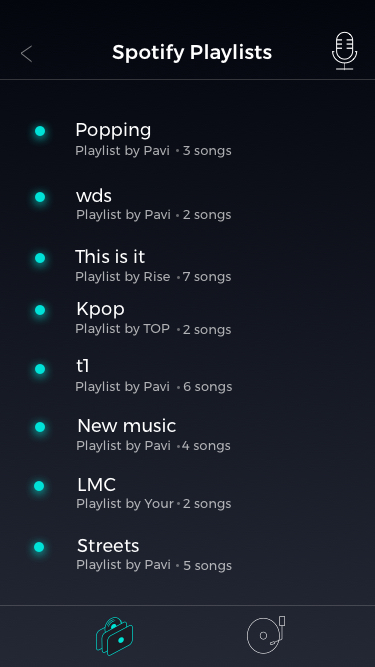 Spotify Playlists
Popping
Playlist by Pavi • 3 songs
wds
Playlist by Pavi • 2 songs
This is it
Playlist by Rise • 7 songs
Kpop
Playlist by TOP • 2 songs
t1
Playlist by Pavi • 6 songs
New music
Playlist by Pavi •4 songs
LMC
Playlist by Your • 2 songs
Streets
Playlist by Pavi • 5 songs